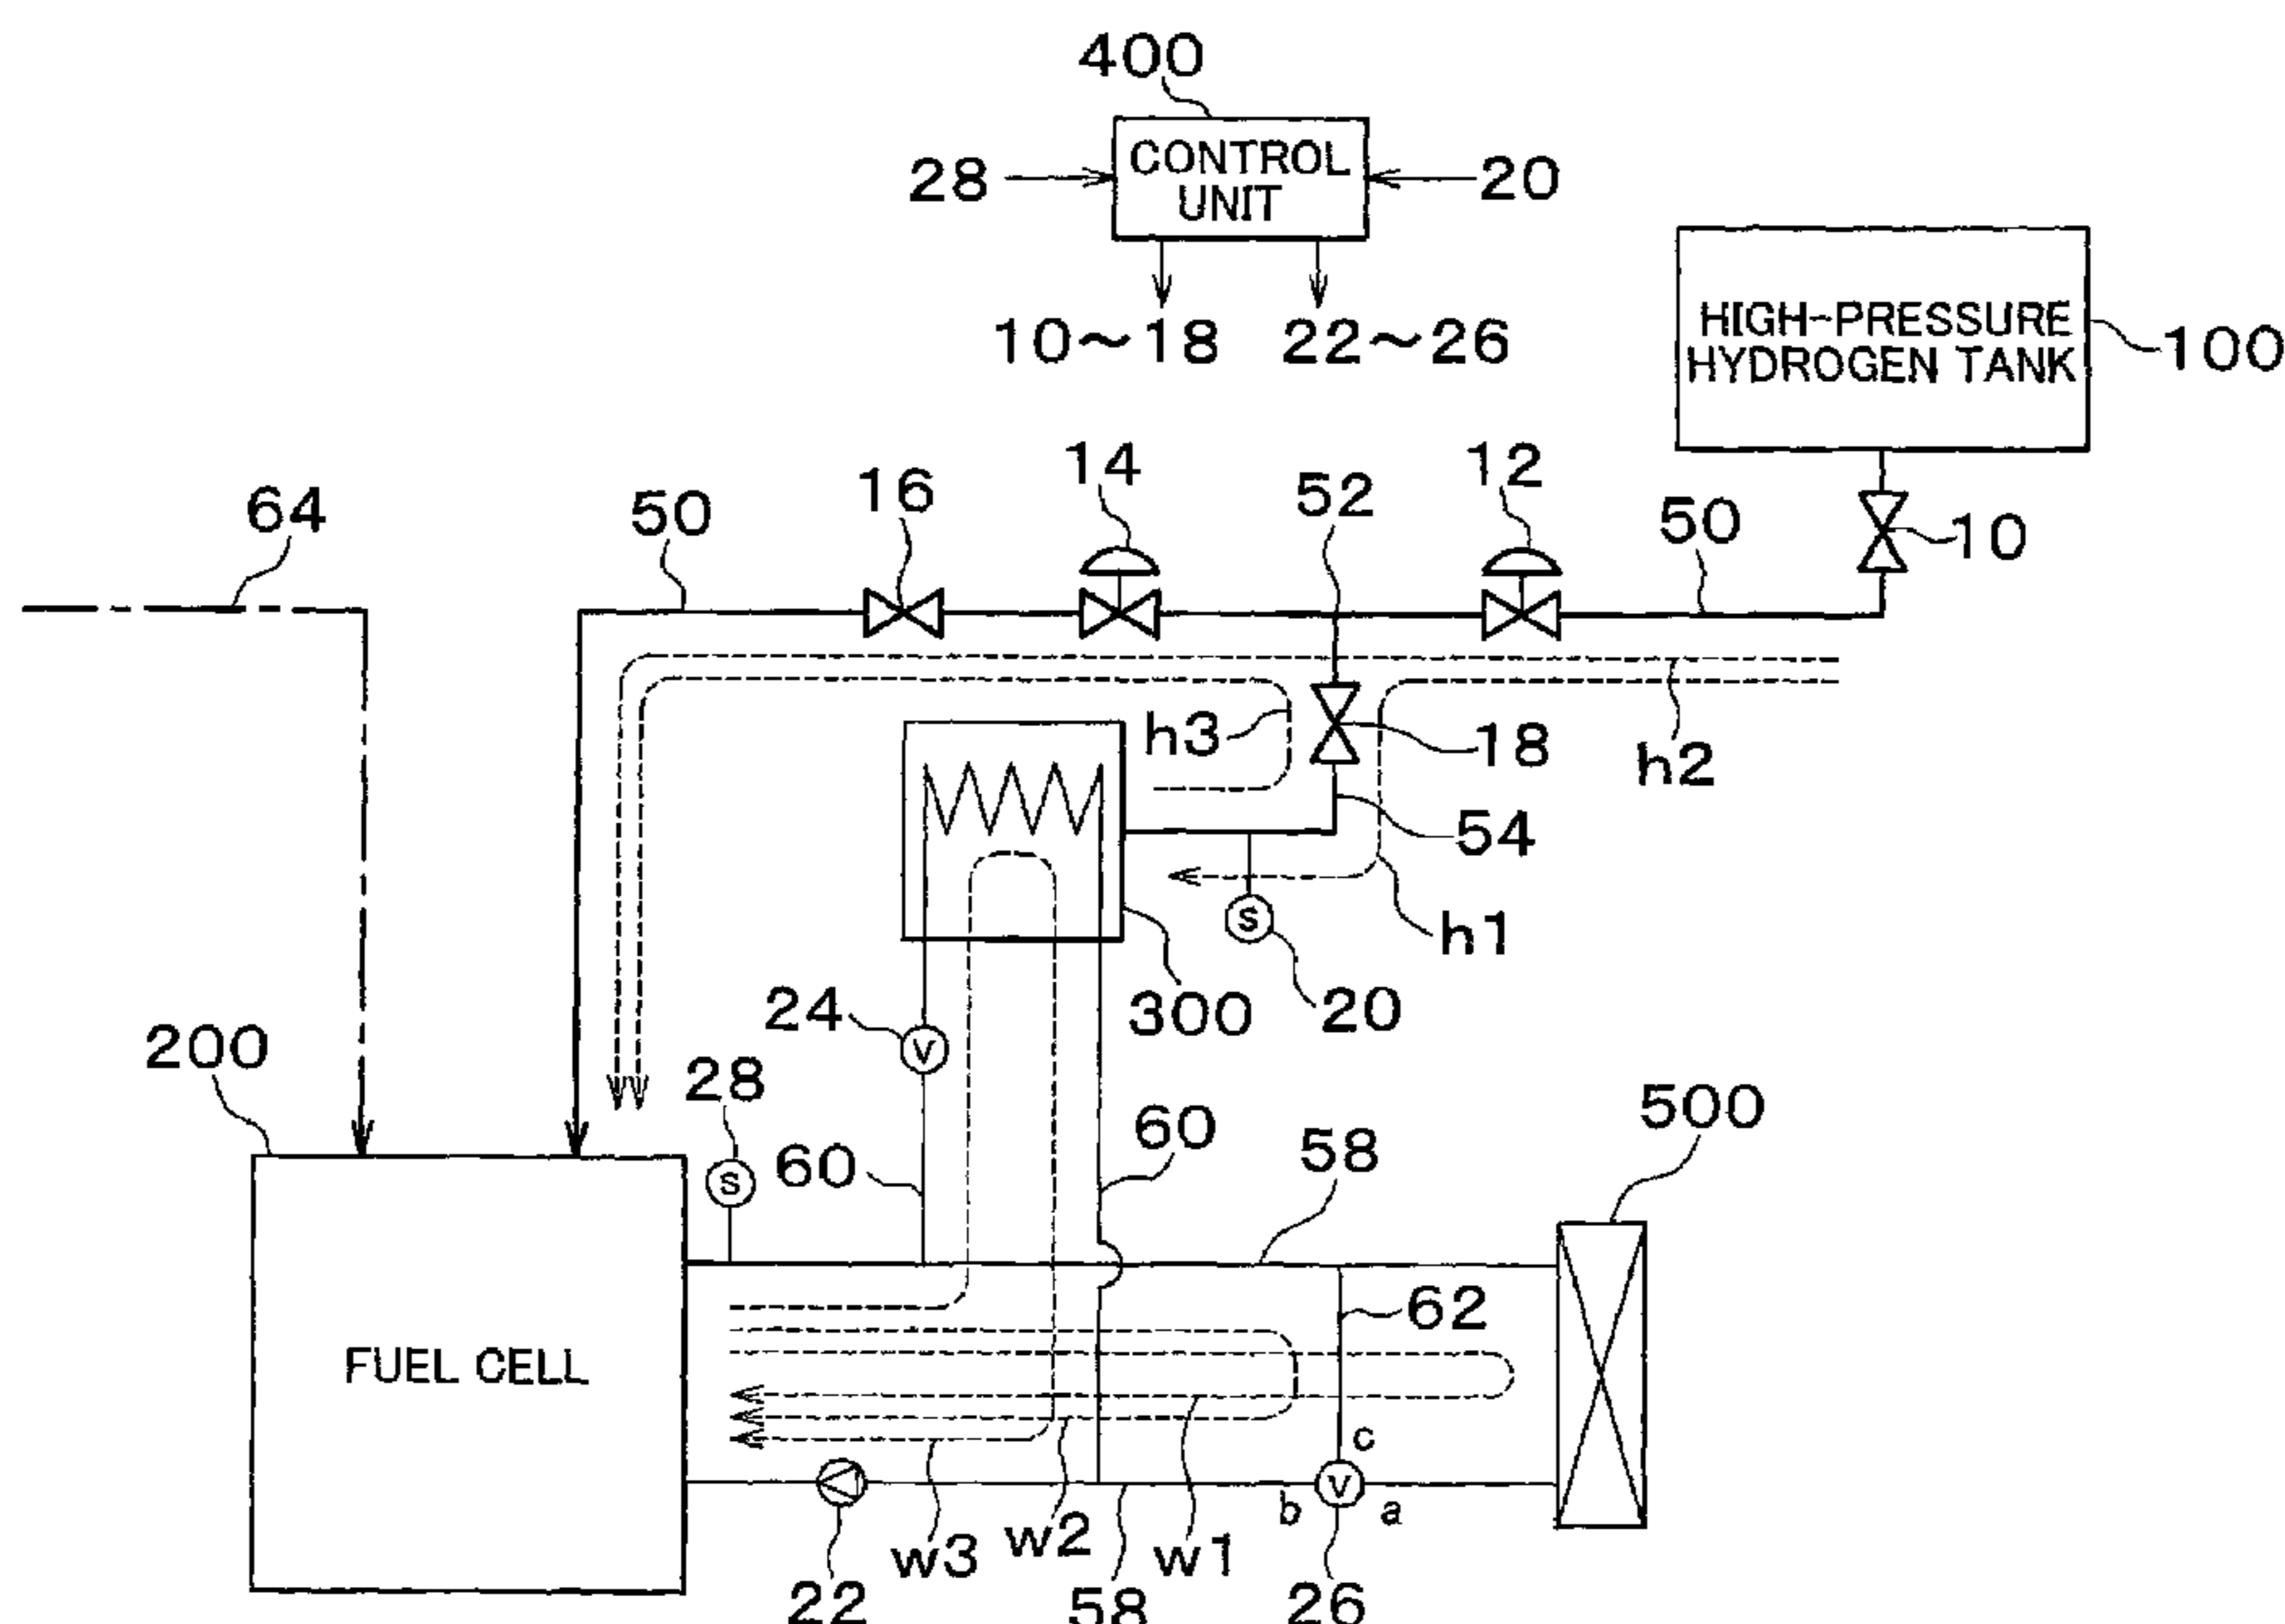 400
CONTROL
UNIT
28
20
10~18
22~26
HIGH-PRESSURE
HYDROGEN TANK
100
64
50
16
14
52
12
50
10
h3
18
h2
54
h1
24
300
20
200
28
60
60
58
500
S
S
V
62
FUEL CELL
c
V
b
a
w3
w2
w1
22
58
26